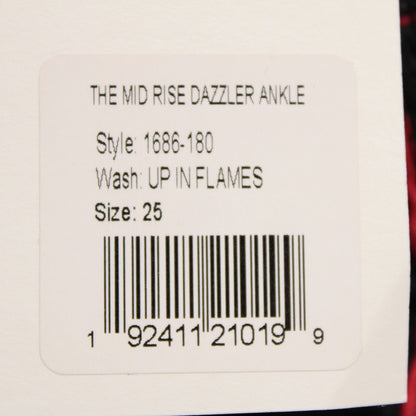 THE MID RISE DAZZLER ANKLE
Style: 1686-180
Wash: UP IN FLAMES
Size: 25
1 92411 21019 9